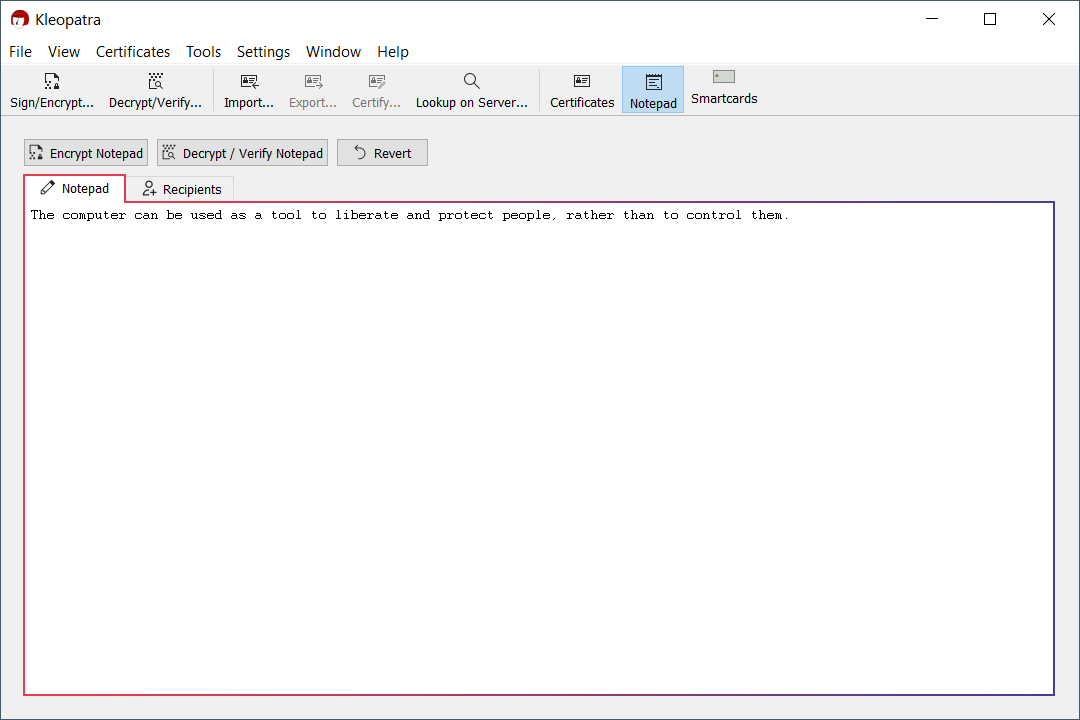 Kleopatra
File View Certificates Tools Settings Window Help
Sign/Encrypt... Decrypt/Verify... Import... Export... Certify... Lookup on Server... Certificates Notepad Smartcards
Encrypt Notepad Decrypt / Verify Notepad Revert
Notepad Recipients
The computer can be used as a tool to liberate and protect people, rather than to control them.